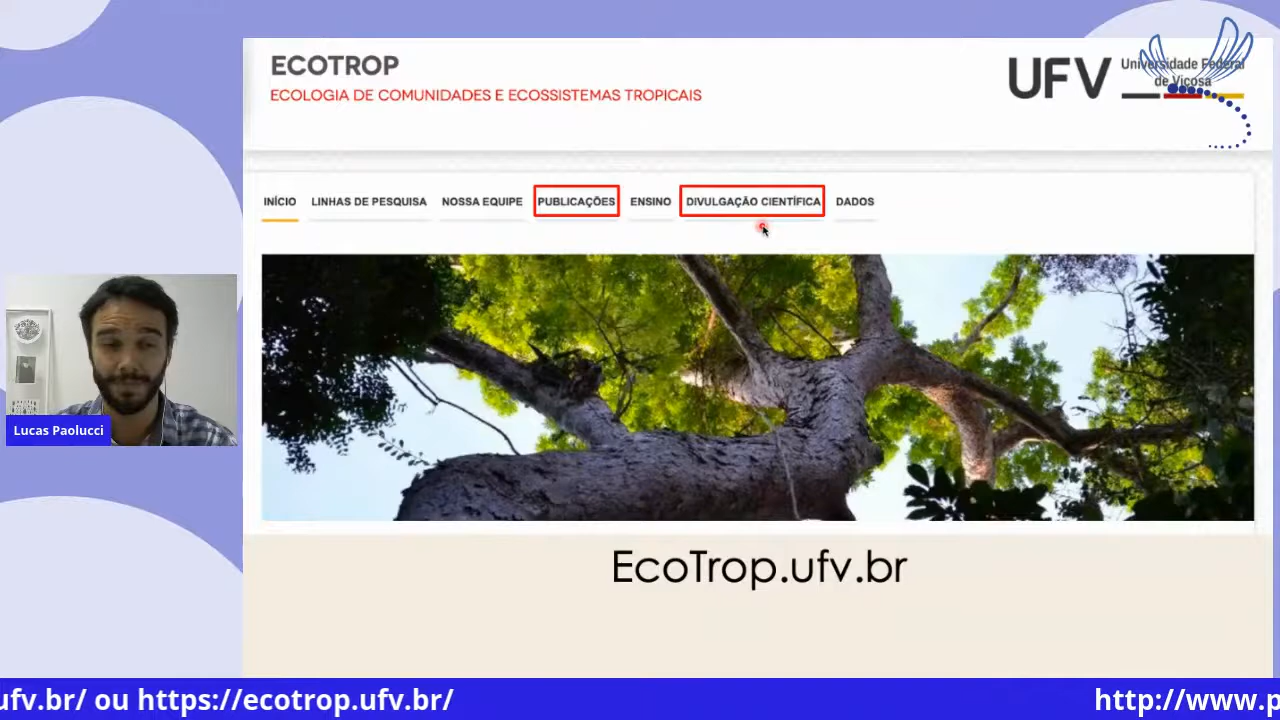 ECOTROP
ECOLOGIA DE COMUNIDADES E ECOSSISTEMAS TROPICAIS
UFV
Universidade Federal
de Viçosa
INÍCIO LINHAS DE PESQUISA NOSSA EQUIPE PUBLICAÇÕES ENSINO DIVULGAÇÃO CIENTÍFICA DADOS
Lucas Paolucci
EcoTrop.ufv.br
ufv.br/ ou https://ecotrop.ufv.br/
http://www.p